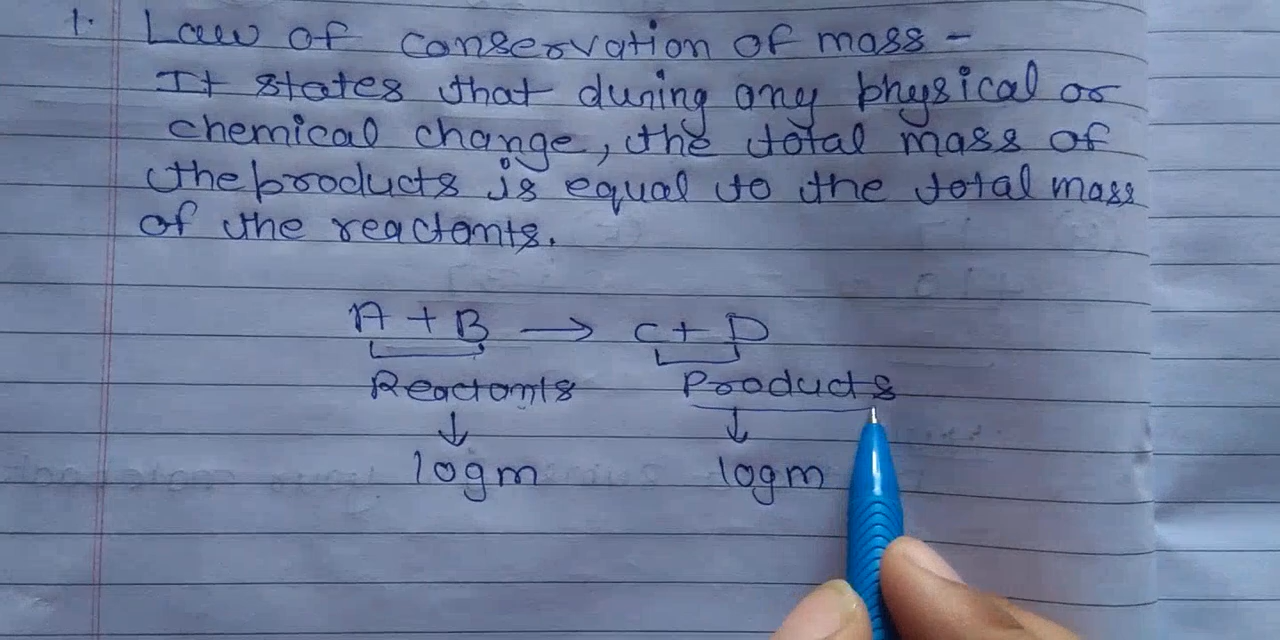 1. Law of conservation of mass -
It states that during any physical or
chemical change, the total mass of
the products is equal to the total mass
of the reactants.
A + B → C + D
Reactants Products
↓ ↓
10gm 10gm